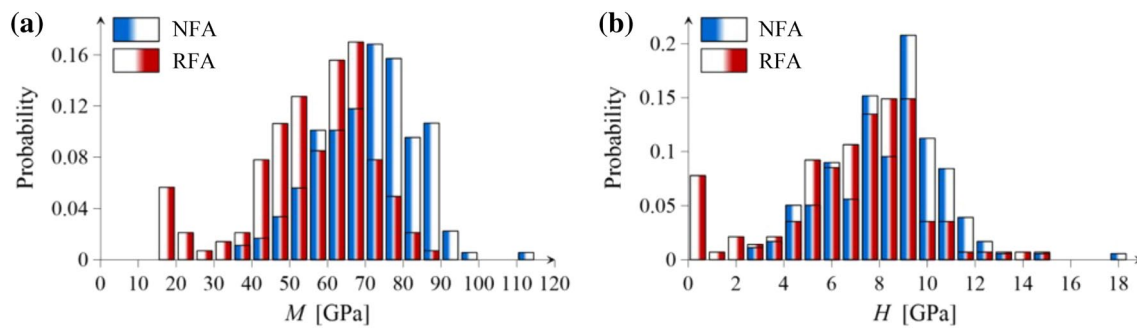 (a)
NFA
RFA
Probability
0.16
0.12
0.08
0.04
0
0 10 20 30 40 50 60 70 80 90 100 110 120
M [GPa]
(b)
NFA
RFA
Probability
0.2
0.15
0.1
0.05
0
0 2 4 6 8 10 12 14 16 18
H [GPa]